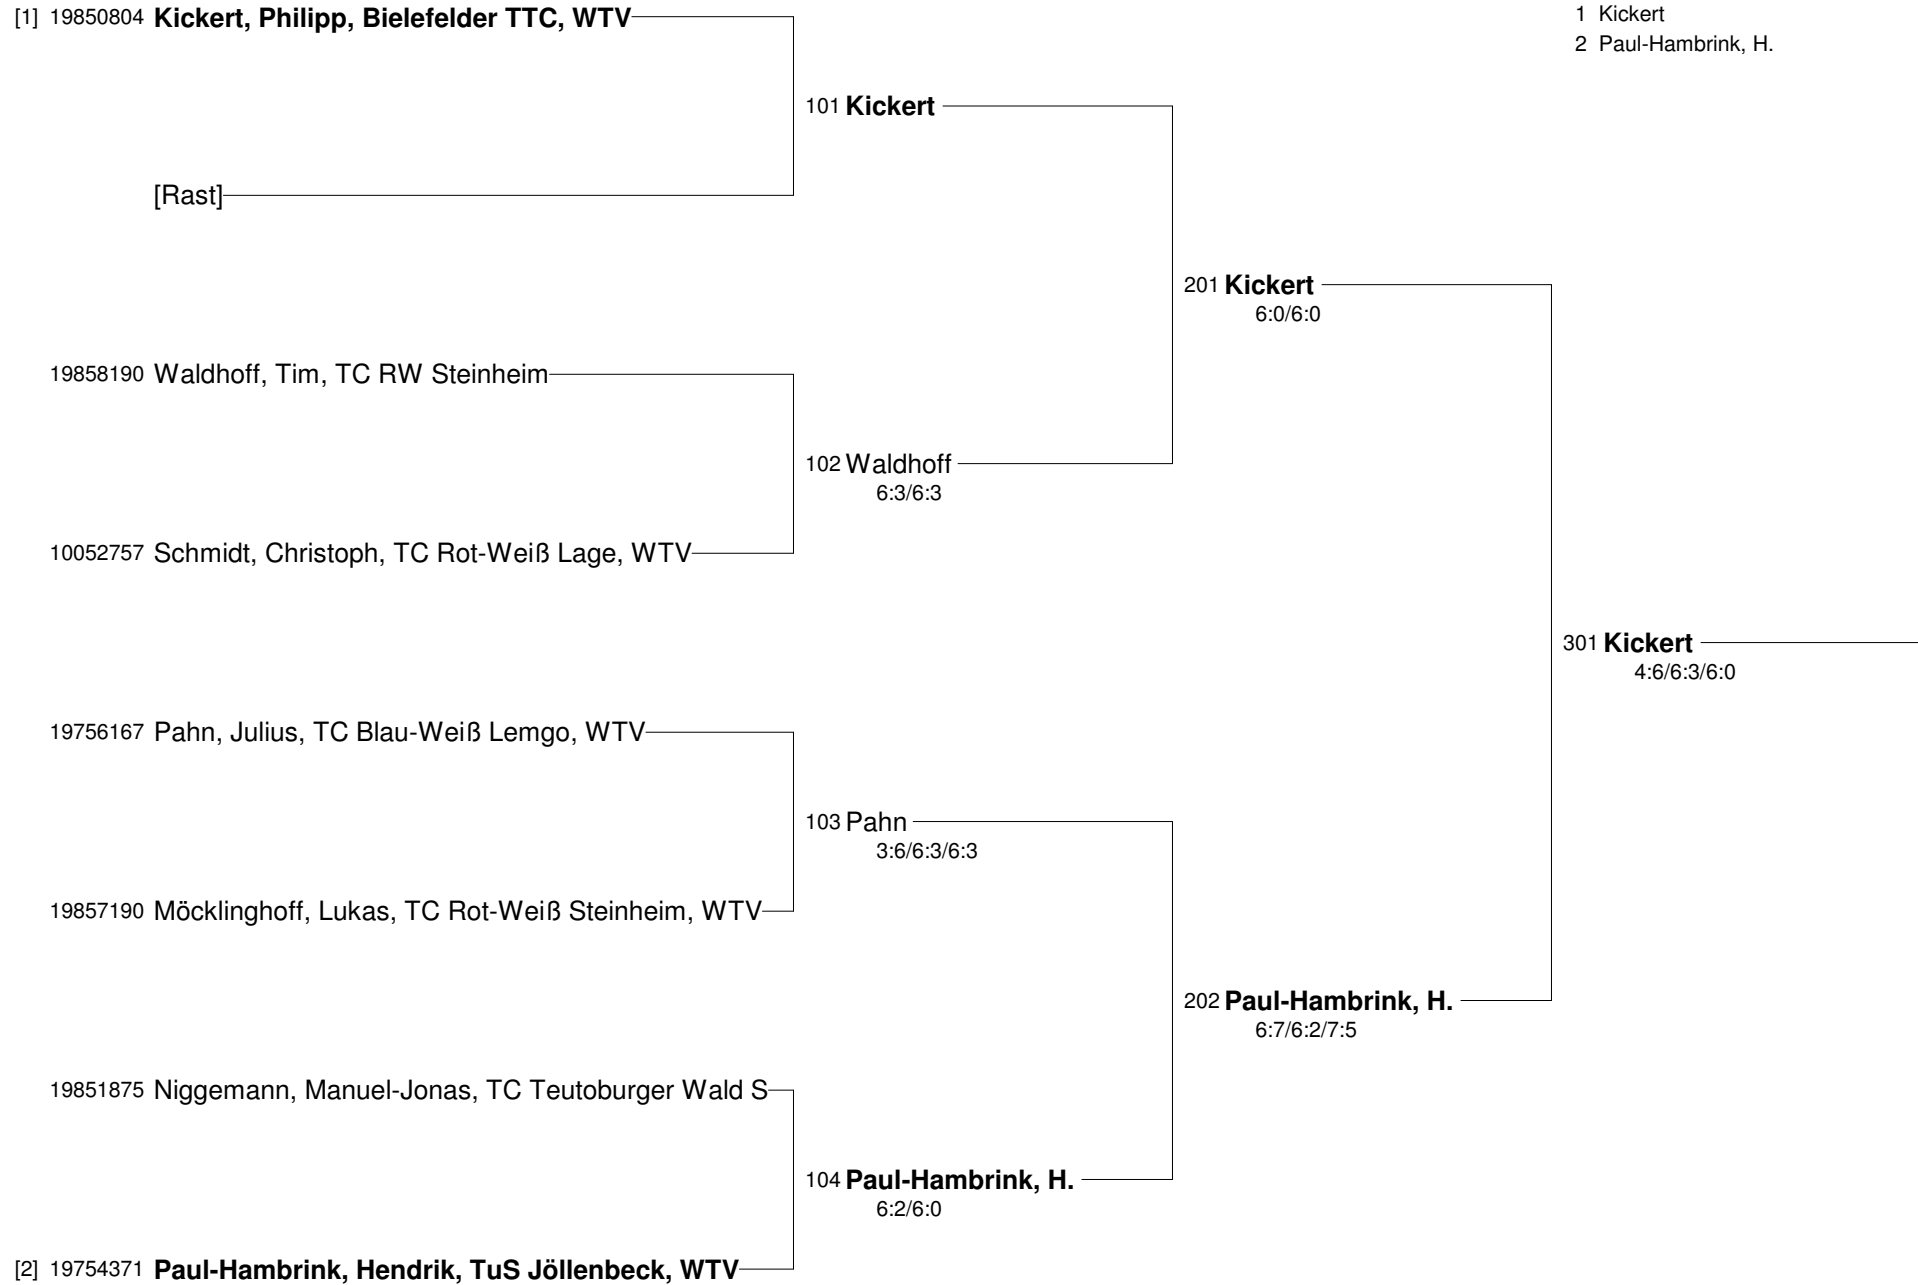 [1] 19850804 Kickert, Philipp, Bielefelder TTC, WTV
1 Kickert
2 Paul-Hambrink, H.
101 Kickert
[Rast]
201 Kickert
6:0/6:0
19858190 Waldhoff, Tim, TC RW Steinheim
102 Waldhoff
6:3/6:3
10052757 Schmidt, Christoph, TC Rot-Weiß Lage, WTV
301 Kickert
4:6/6:3/6:0
19756167 Pahn, Julius, TC Blau-Weiß Lemgo, WTV
103 Pahn
3:6/6:3/6:3
19857190 Möcklinghoff, Lukas, TC Rot-Weiß Steinheim, WTV
202 Paul-Hambrink, H.
6:7/6:2/7:5
19851875 Niggemann, Manuel-Jonas, TC Teutoburger Wald S
104 Paul-Hambrink, H.
6:2/6:0
[2] 19754371 Paul-Hambrink, Hendrik, TuS Jöllenbeck, WTV